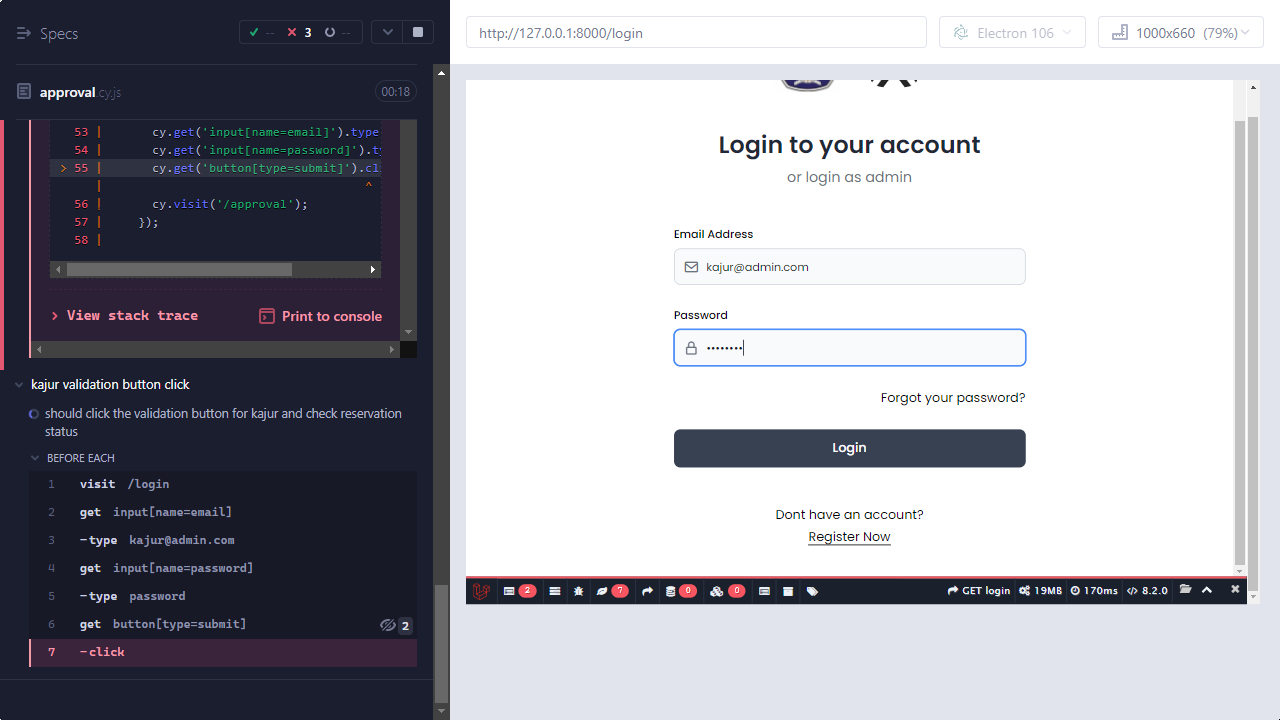 Specs
-- 3 --
http://127.0.0.1:8000/login
Electron 106
1000x660 (79%)
approval.cy.js
00:18
53 | cy.get('input[name=email]').type
54 | cy.get('input[name=password]').ty
> 55 | cy.get('button[type=submit]').cl
| ^
56 | cy.visit('/approval');
57 | });
58 |
> View stack trace
Print to console
kajur validation button click
should click the validation button for kajur and check reservation
status
BEFORE EACH
1 visit /login
2 get input[name=email]
3 -type kajur@admin.com
4 get input[name=password]
5 -type password
6 get button[type=submit] 2
7 -click
Login to your account
or login as admin
Email Address
kajur@admin.com
Password
••••••••
Forgot your password?
Login
Dont have an account?
Register Now
2 7 0 0 GET login 19MB 170ms 8.2.0